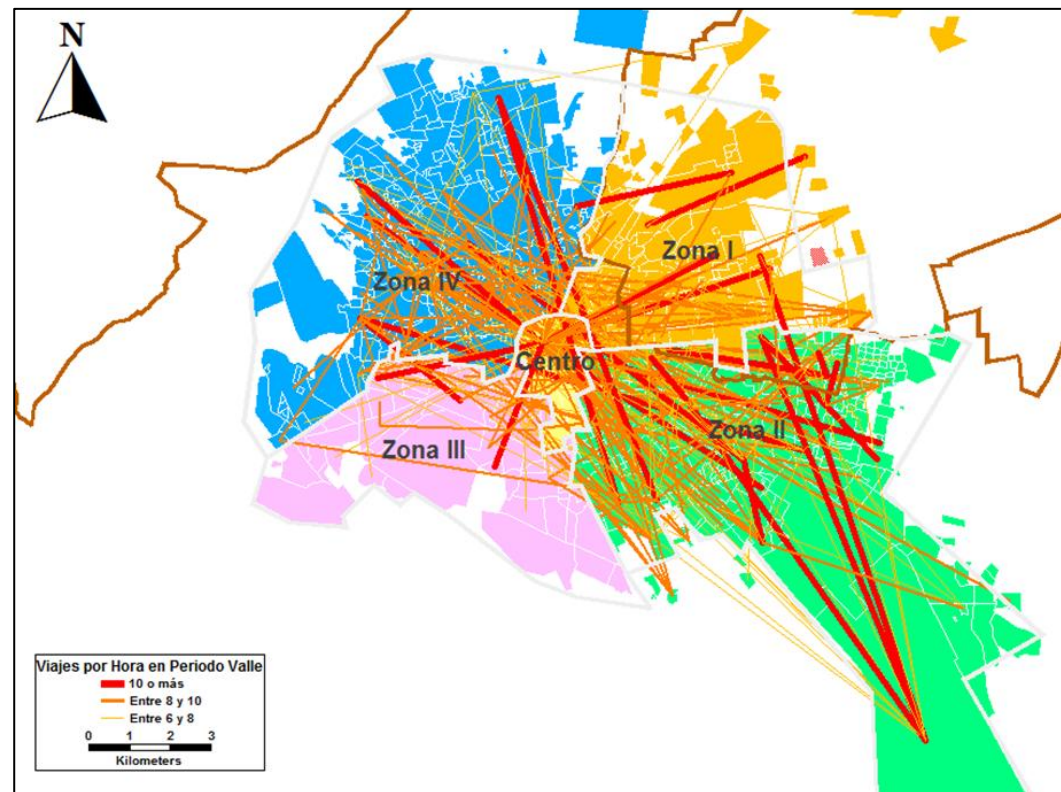 N
Zona I
Zona IV
Centro
Zona II
Zona III
Viajes por Hora en Periodo Valle
10 o más
Entre 8 y 10
Entre 6 y 8
0 1 2 3
Kilometers